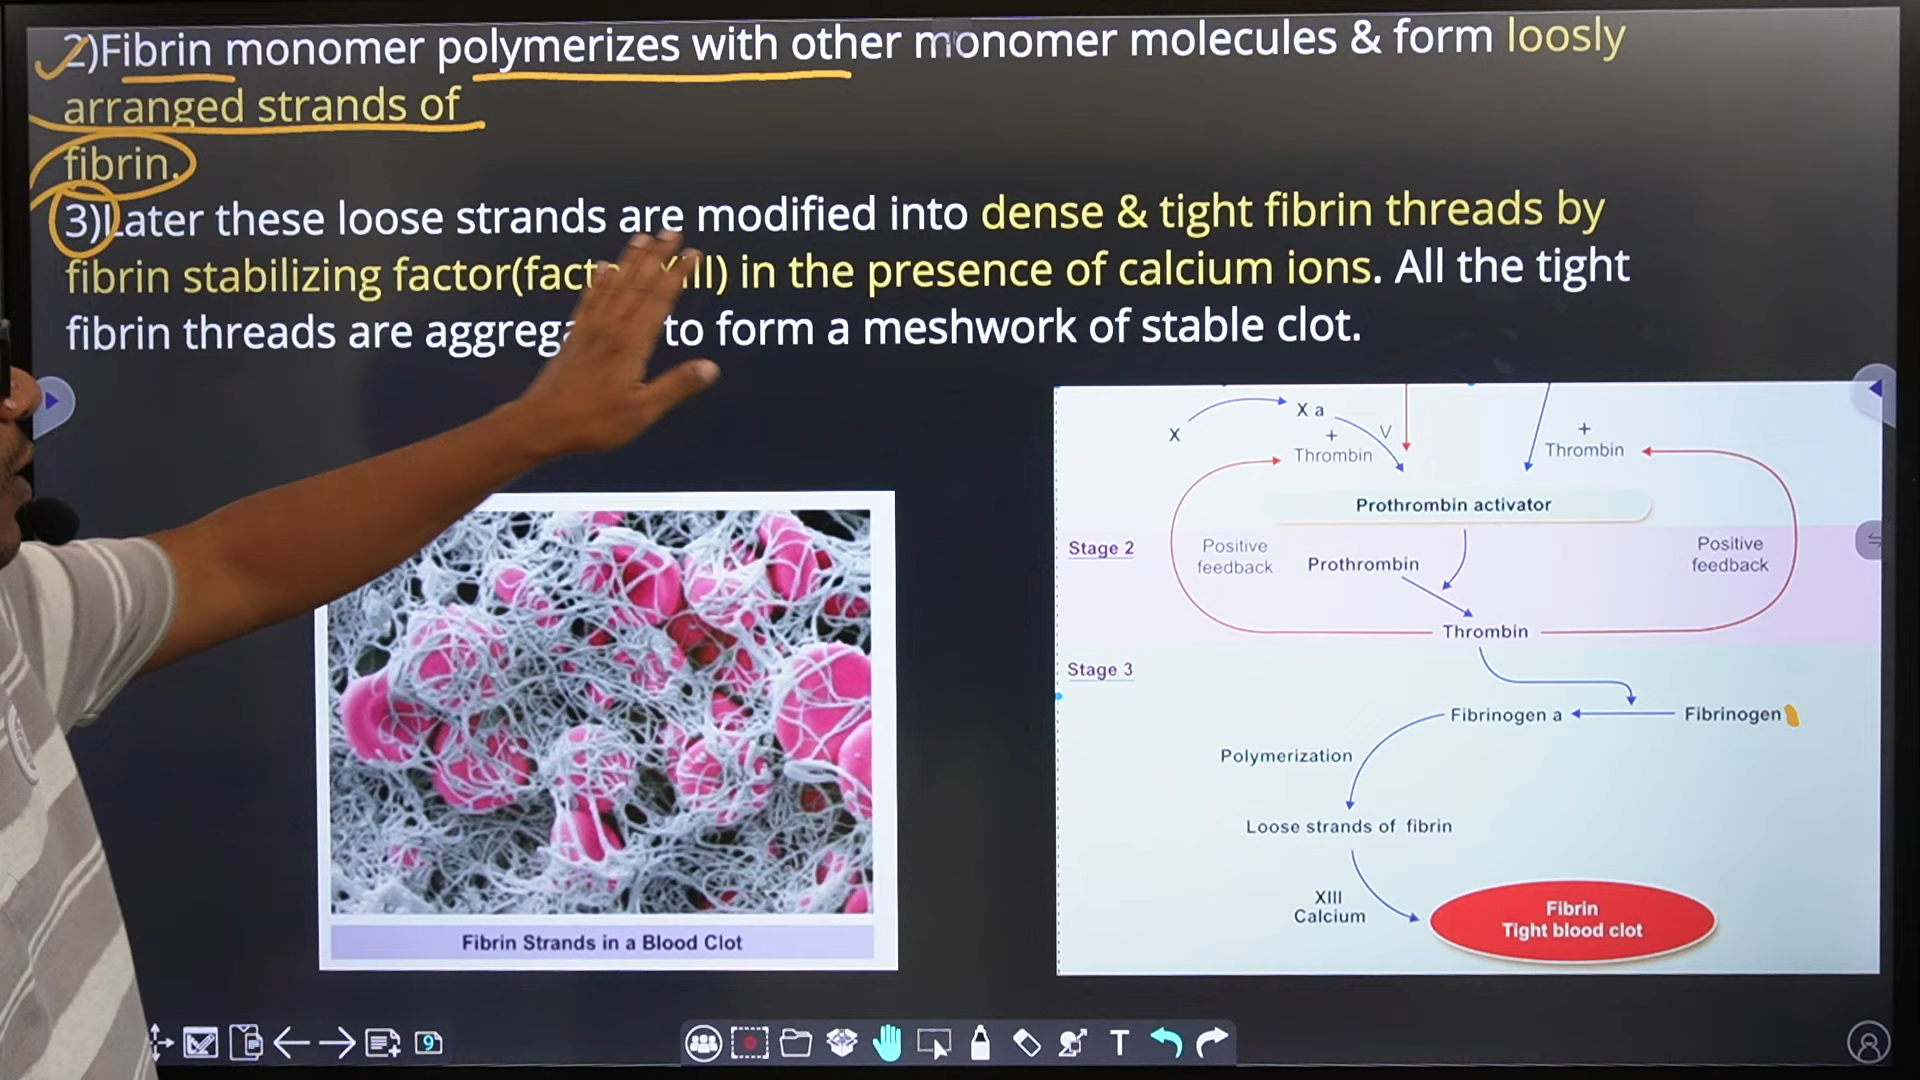 2)Fibrin monomer polymerizes with other monomer molecules & form loosly
arranged strands of
fibrin.
3)Later these loose strands are modified into dense & tight fibrin threads by
fibrin stabilizing factor( in the presence of calcium ions. All the tight
fibrin threads are to form a meshwork of stable clot.
Fibrin Strands in a Blood Clot
X
X a
+
Thrombin
V
+
Thrombin
Prothrombin activator
Stage 2
Positive
feedback
Prothrombin
Positive
feedback
Thrombin
Stage 3
Fibrinogen a
Fibrinogen
Polymerization
Loose strands of fibrin
XIII
Calcium
Fibrin
Tight blood clot
9
T